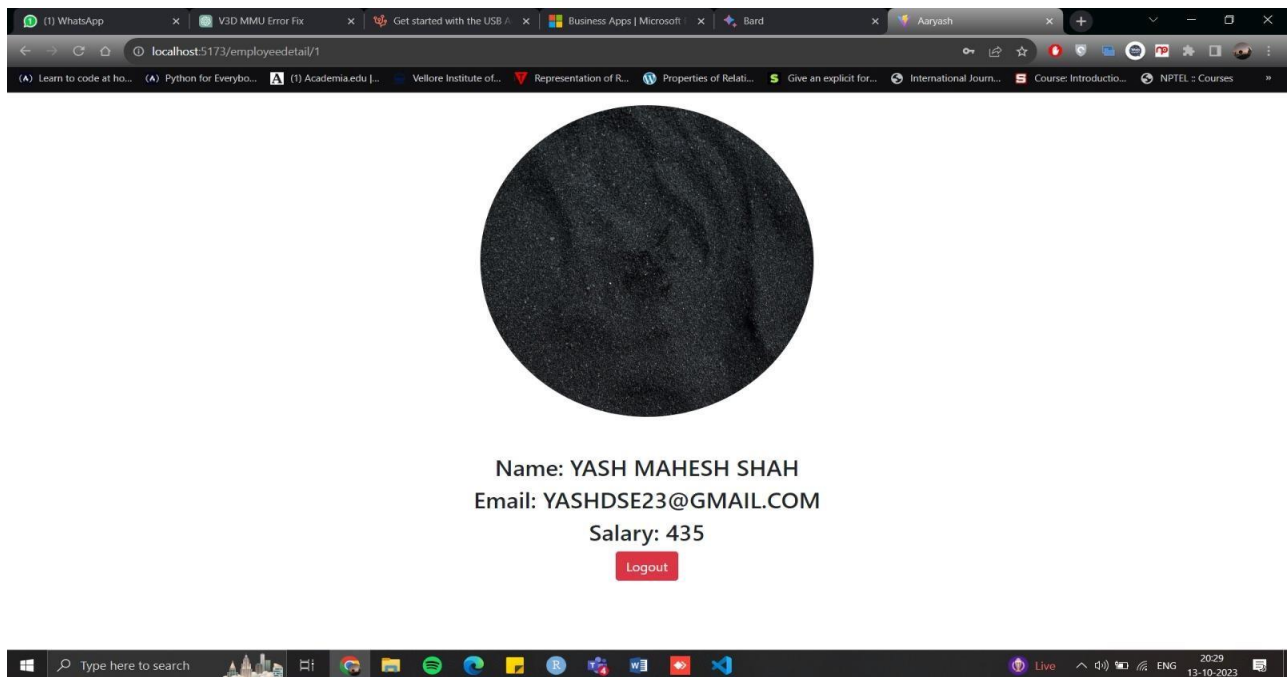 (1) WhatsApp
V3D MMU Error Fix
Get started with the USB A
Business Apps | Microsoft
Bard
Aaryash
localhost:5173/employeedetail/1
Learn to code at ho...
Python for Everybo...
(1) Academia.edu |...
Vellore Institute of...
Representation of R...
Properties of Relati...
Give an explicit for...
International Journ...
Course: Introductio...
NPTEL :: Courses
»
Name: YASH MAHESH SHAH
Email: YASHDSE23@GMAIL.COM
Salary: 435
Logout
Type here to search
Live
ENG
20:29
13-10-2023